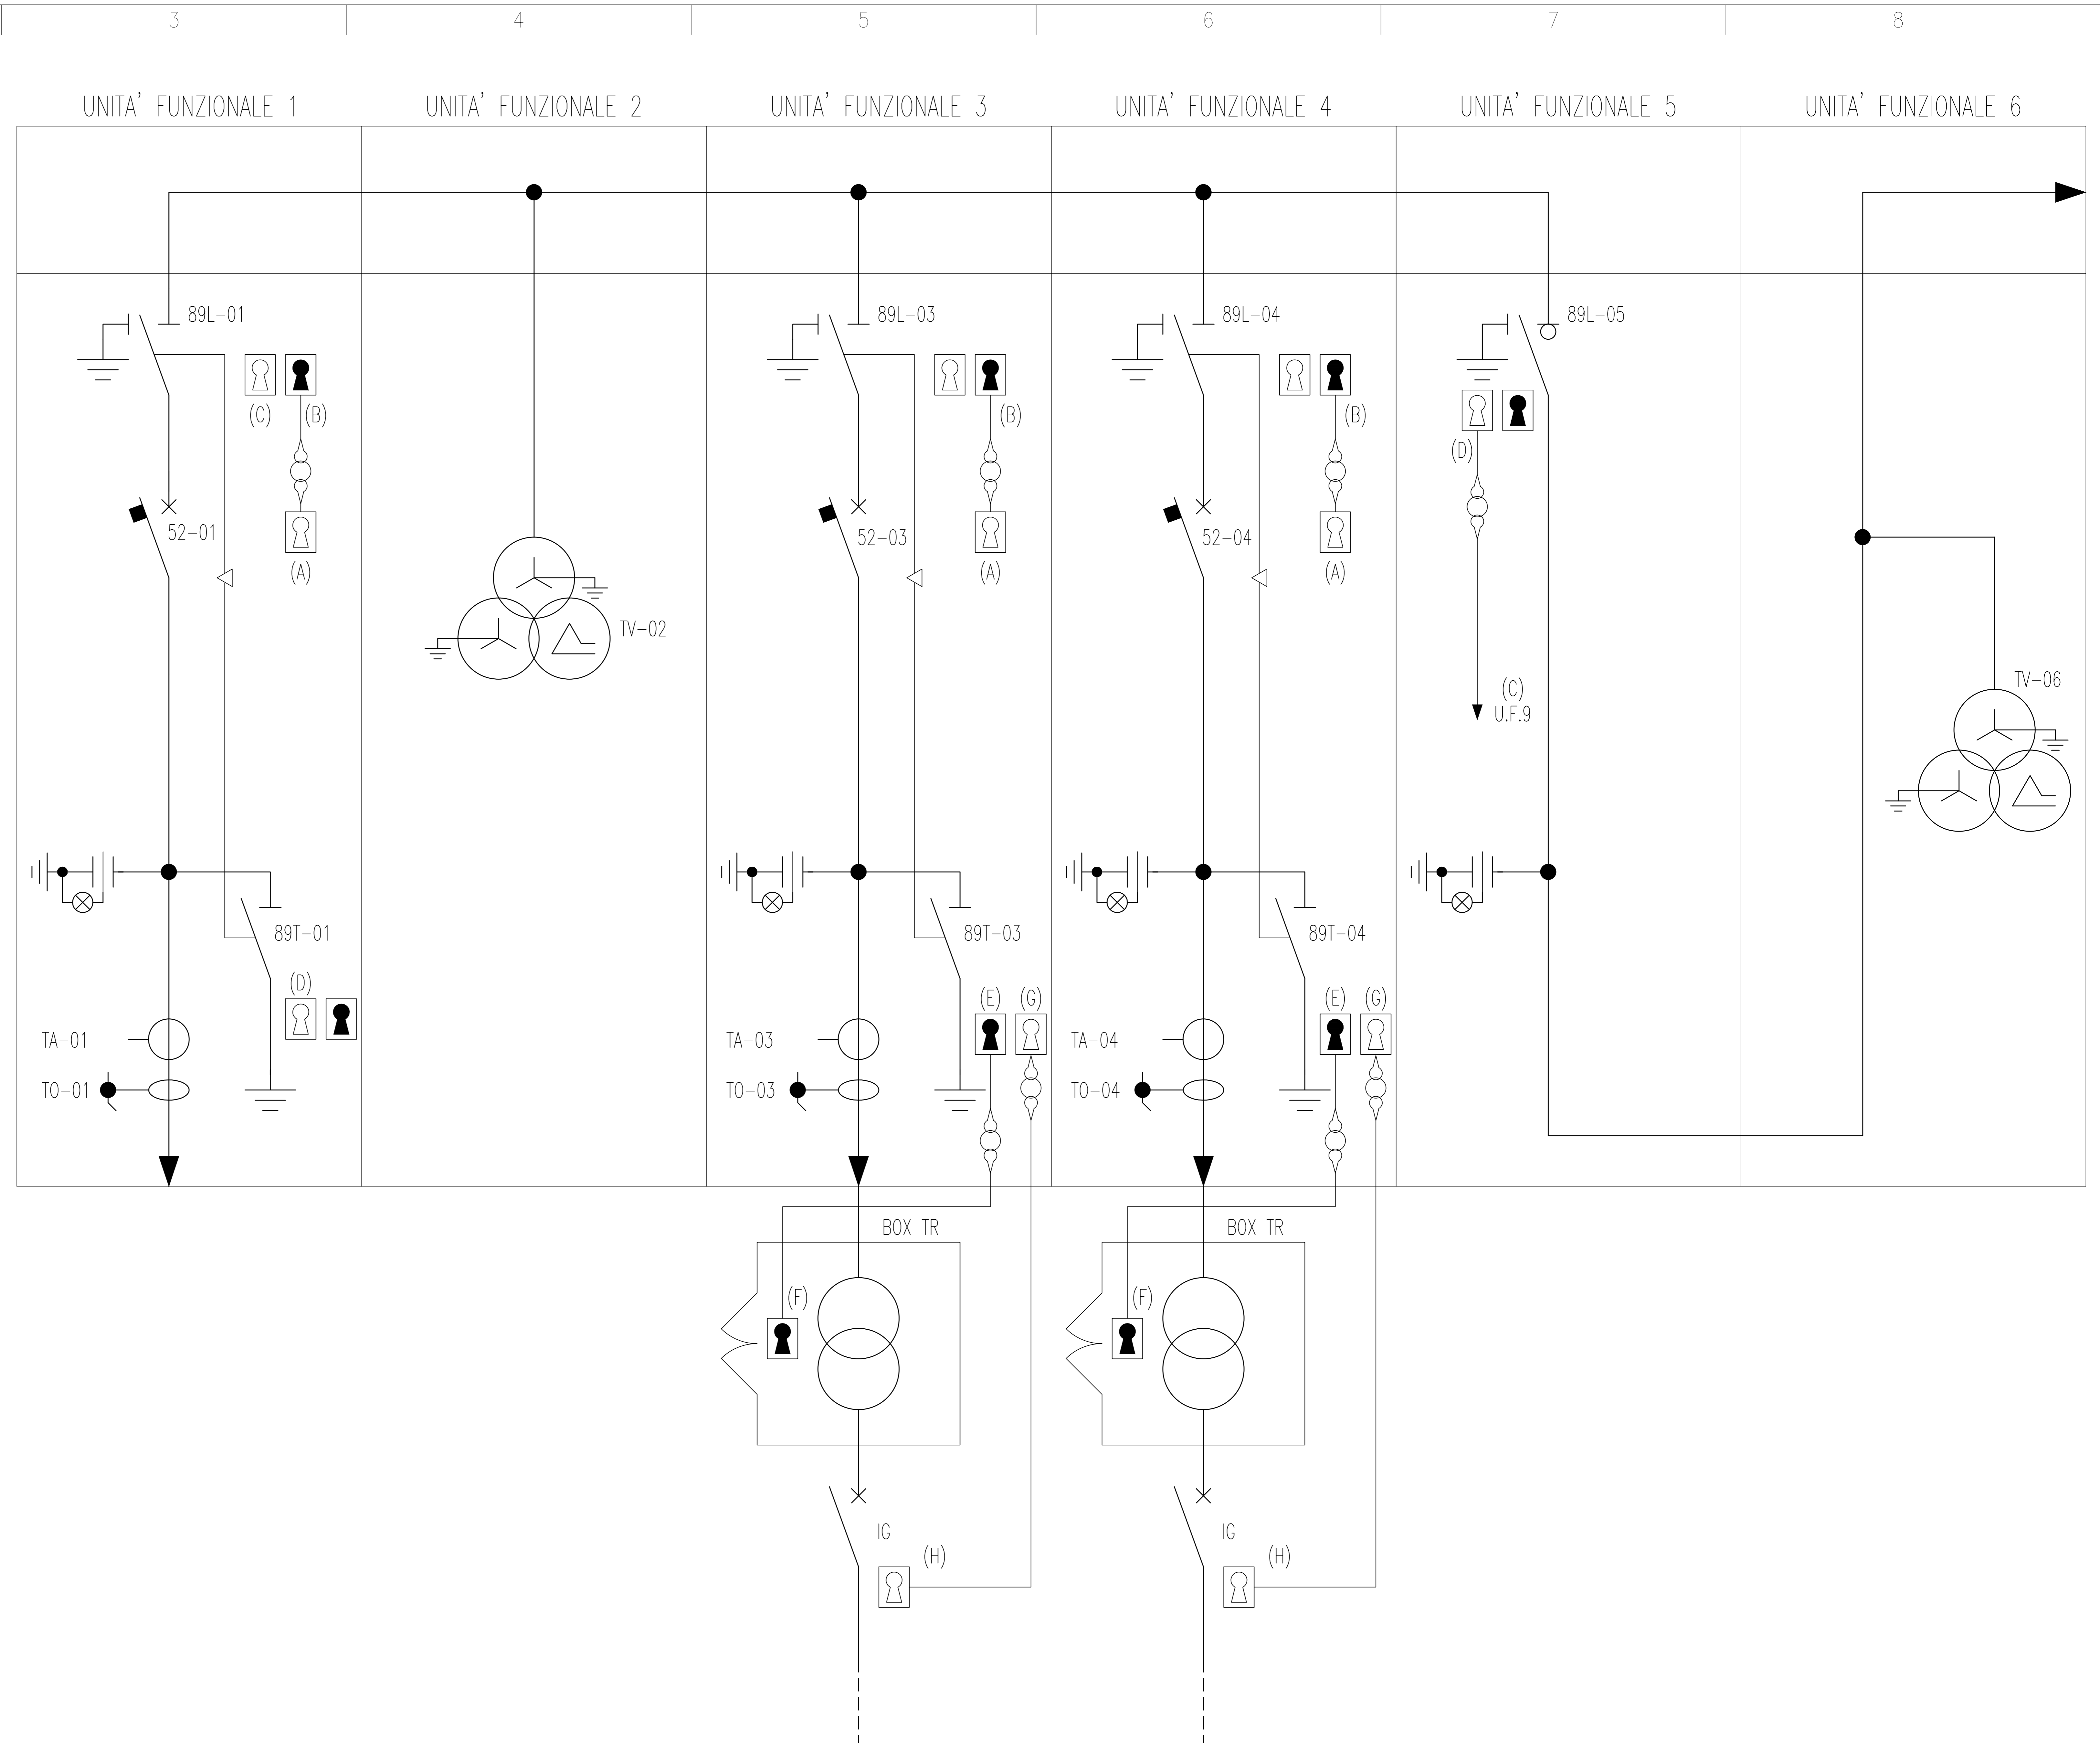 3 4 5 6 7 8
UNITA' FUNZIONALE 1 UNITA' FUNZIONALE 2 UNITA' FUNZIONALE 3 UNITA' FUNZIONALE 4 UNITA' FUNZIONALE 5 UNITA' FUNZIONALE 6
89L-01 89L-03 89L-04 89L-05
(C) (B) (B) (B)
(D)
52-01 52-03 52-04
(A) (A) (A)
TV-02
TV-06
(C)
U.F.9
89T-01 89T-03 89T-04
(D)
(E) (G) (E) (G)
TA-01 TA-03 TA-04
TO-01 TO-03 TO-04
BOX TR BOX TR
(F) (F)
IG IG
(H) (H)